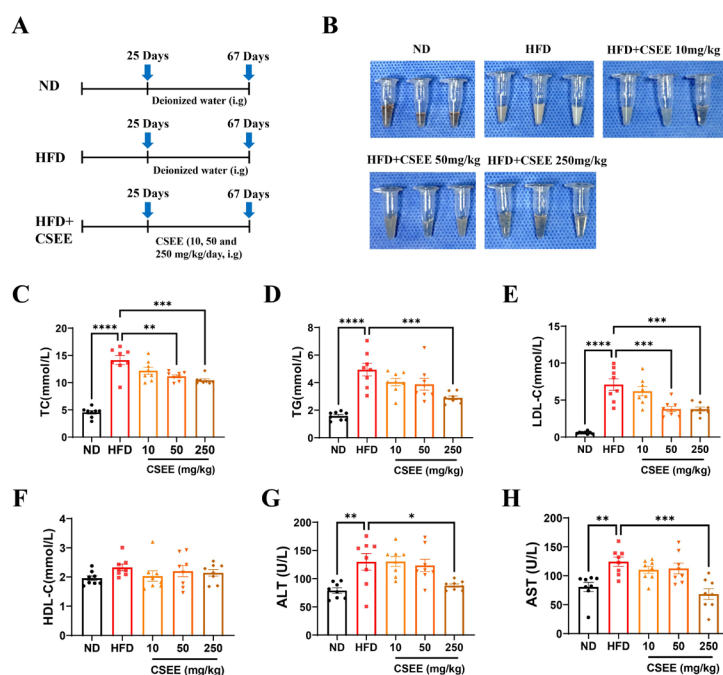 A
25 Days 67 Days
ND
Deionized water (i.g)
25 Days 67 Days
HFD
Deionized water (i.g)
25 Days 67 Days
HFD+
CSEE
CSEE (10, 50 and
250 mg/kg/day, i.g)
B
ND HFD HFD+CSEE 10mg/kg
HFD+CSEE 50mg/kg HFD+CSEE 250mg/kg
C
***
**** **
TC(mmol/L)
20
15
10
5
0
ND HFD 10 50 250
CSEE (mg/kg)
D
**** ***
TG(mmol/L)
8
6
4
2
0
ND HFD 10 50 250
CSEE (mg/kg)
E
***
**** ***
LDL-C(mmol/L)
20
15
10
5
0
ND HFD 10 50 250
CSEE (mg/kg)
F
HDL-C(mmol/L)
4
3
2
1
0
ND HFD 10 50 250
CSEE (mg/kg)
G
** *
ALT (U/L)
200
150
100
50
0
ND HFD 10 50 250
CSEE (mg/kg)
H
** ***
AST (U/L)
200
150
100
50
0
ND HFD 10 50 250
CSEE (mg/kg)